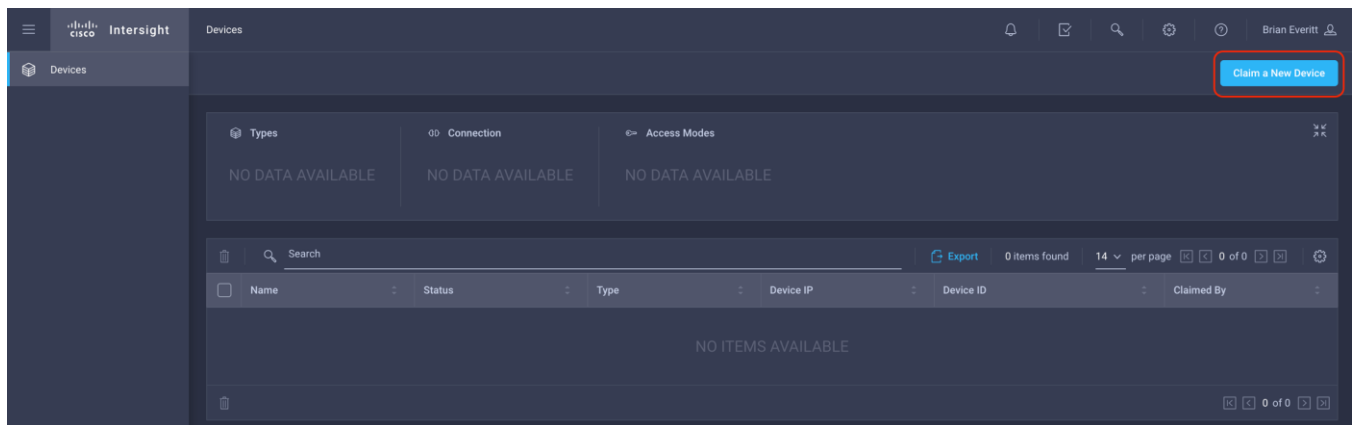 CISCO Intersight Devices Brian Everitt
Devices Claim a New Device
Types Connection Access Modes
NO DATA AVAILABLE NO DATA AVAILABLE NO DATA AVAILABLE
Search Export 0 items found 14 per page 0 of 0
Name Status Type Device IP Device ID Claimed By
NO ITEMS AVAILABLE
0 of 0